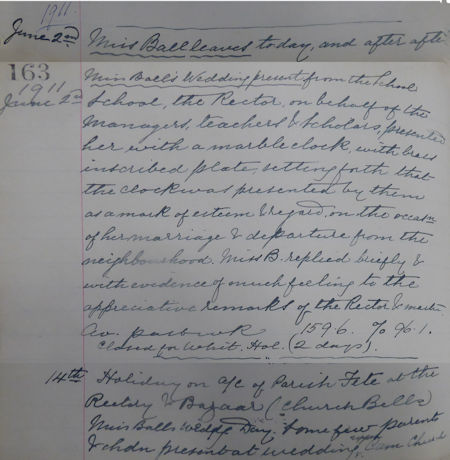 1911.
June 2nd Miss Ball leaves today, and after afte
163
1911
June 2nd
Miss Ball's Wedding present from the School
School, the Rector, on behalf of the
Managers, teachers & Scholars, presented
her with a marble clock, with brass
inscribed plate, setting forth that
the clock was presented by them
as a mark of esteem & regard, on the occasn
of her marriage & departure from the
neighbourhood. Miss B. replied briefly &
with evidence of much feeling to the
appreciative remarks of the Rector &
Av. 159.6. % 96.1.
Closed for Whit. Hol. (2 days).
14th Holiday on a/c of Parish Fete at the
Rectory & Bazaar (Church Bells)
Miss Balls Wedg Day. Some few parents
& chdn present at wedding Church